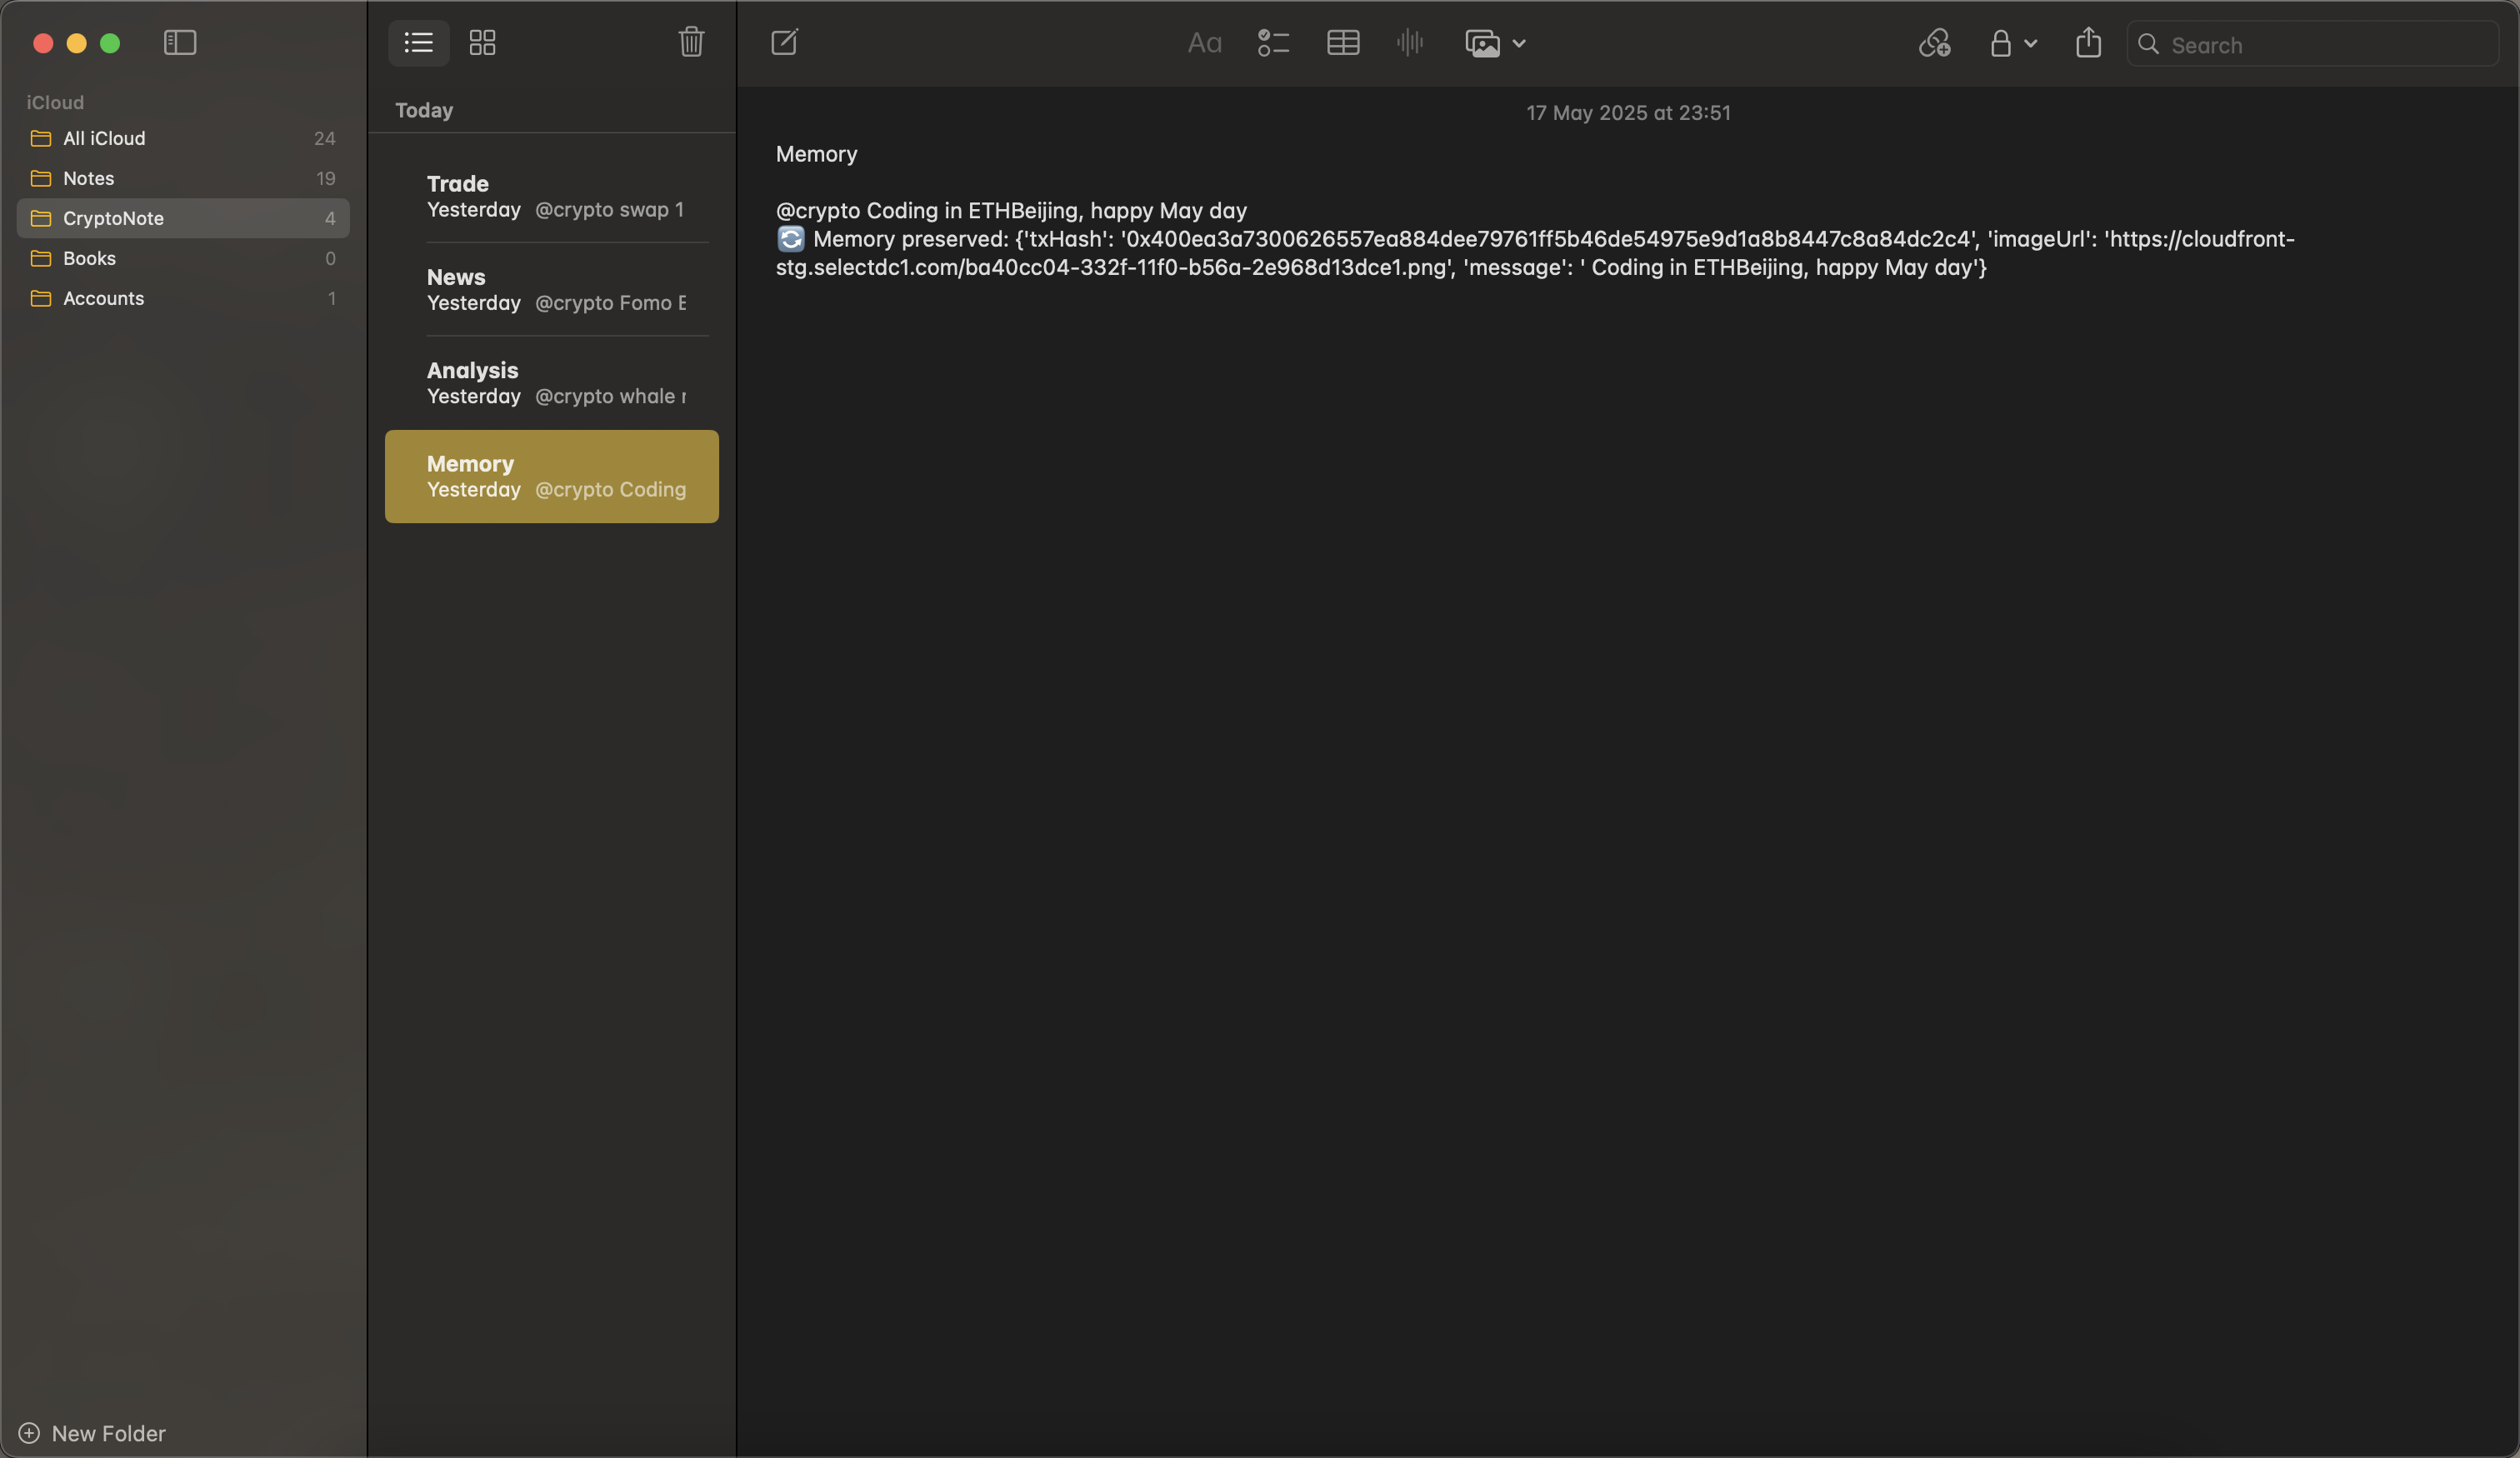 iCloud
All iCloud 24
Notes 19
CryptoNote 4
Books 0
Accounts 1
New Folder
Today
Trade
Yesterday @crypto swap 1
News
Yesterday @crypto Fomo
Analysis
Yesterday @crypto whale
Memory
Yesterday @crypto Coding
Aa
Search
17 May 2025 at 23:51
Memory
@crypto Coding in ETHBeijing, happy May day
🔄 Memory preserved: {'txHash': '0x400ea3a7300626557ea884dee79761ff5b46de54975e9d1a8b8447c8a84dc2c4', 'imageUrl': 'https://cloudfront-
stg.selectdc1.com/ba40cc04-332f-11f0-b56a-2e968d13dce1.png', 'message': ' Coding in ETHBeijing, happy May day'}